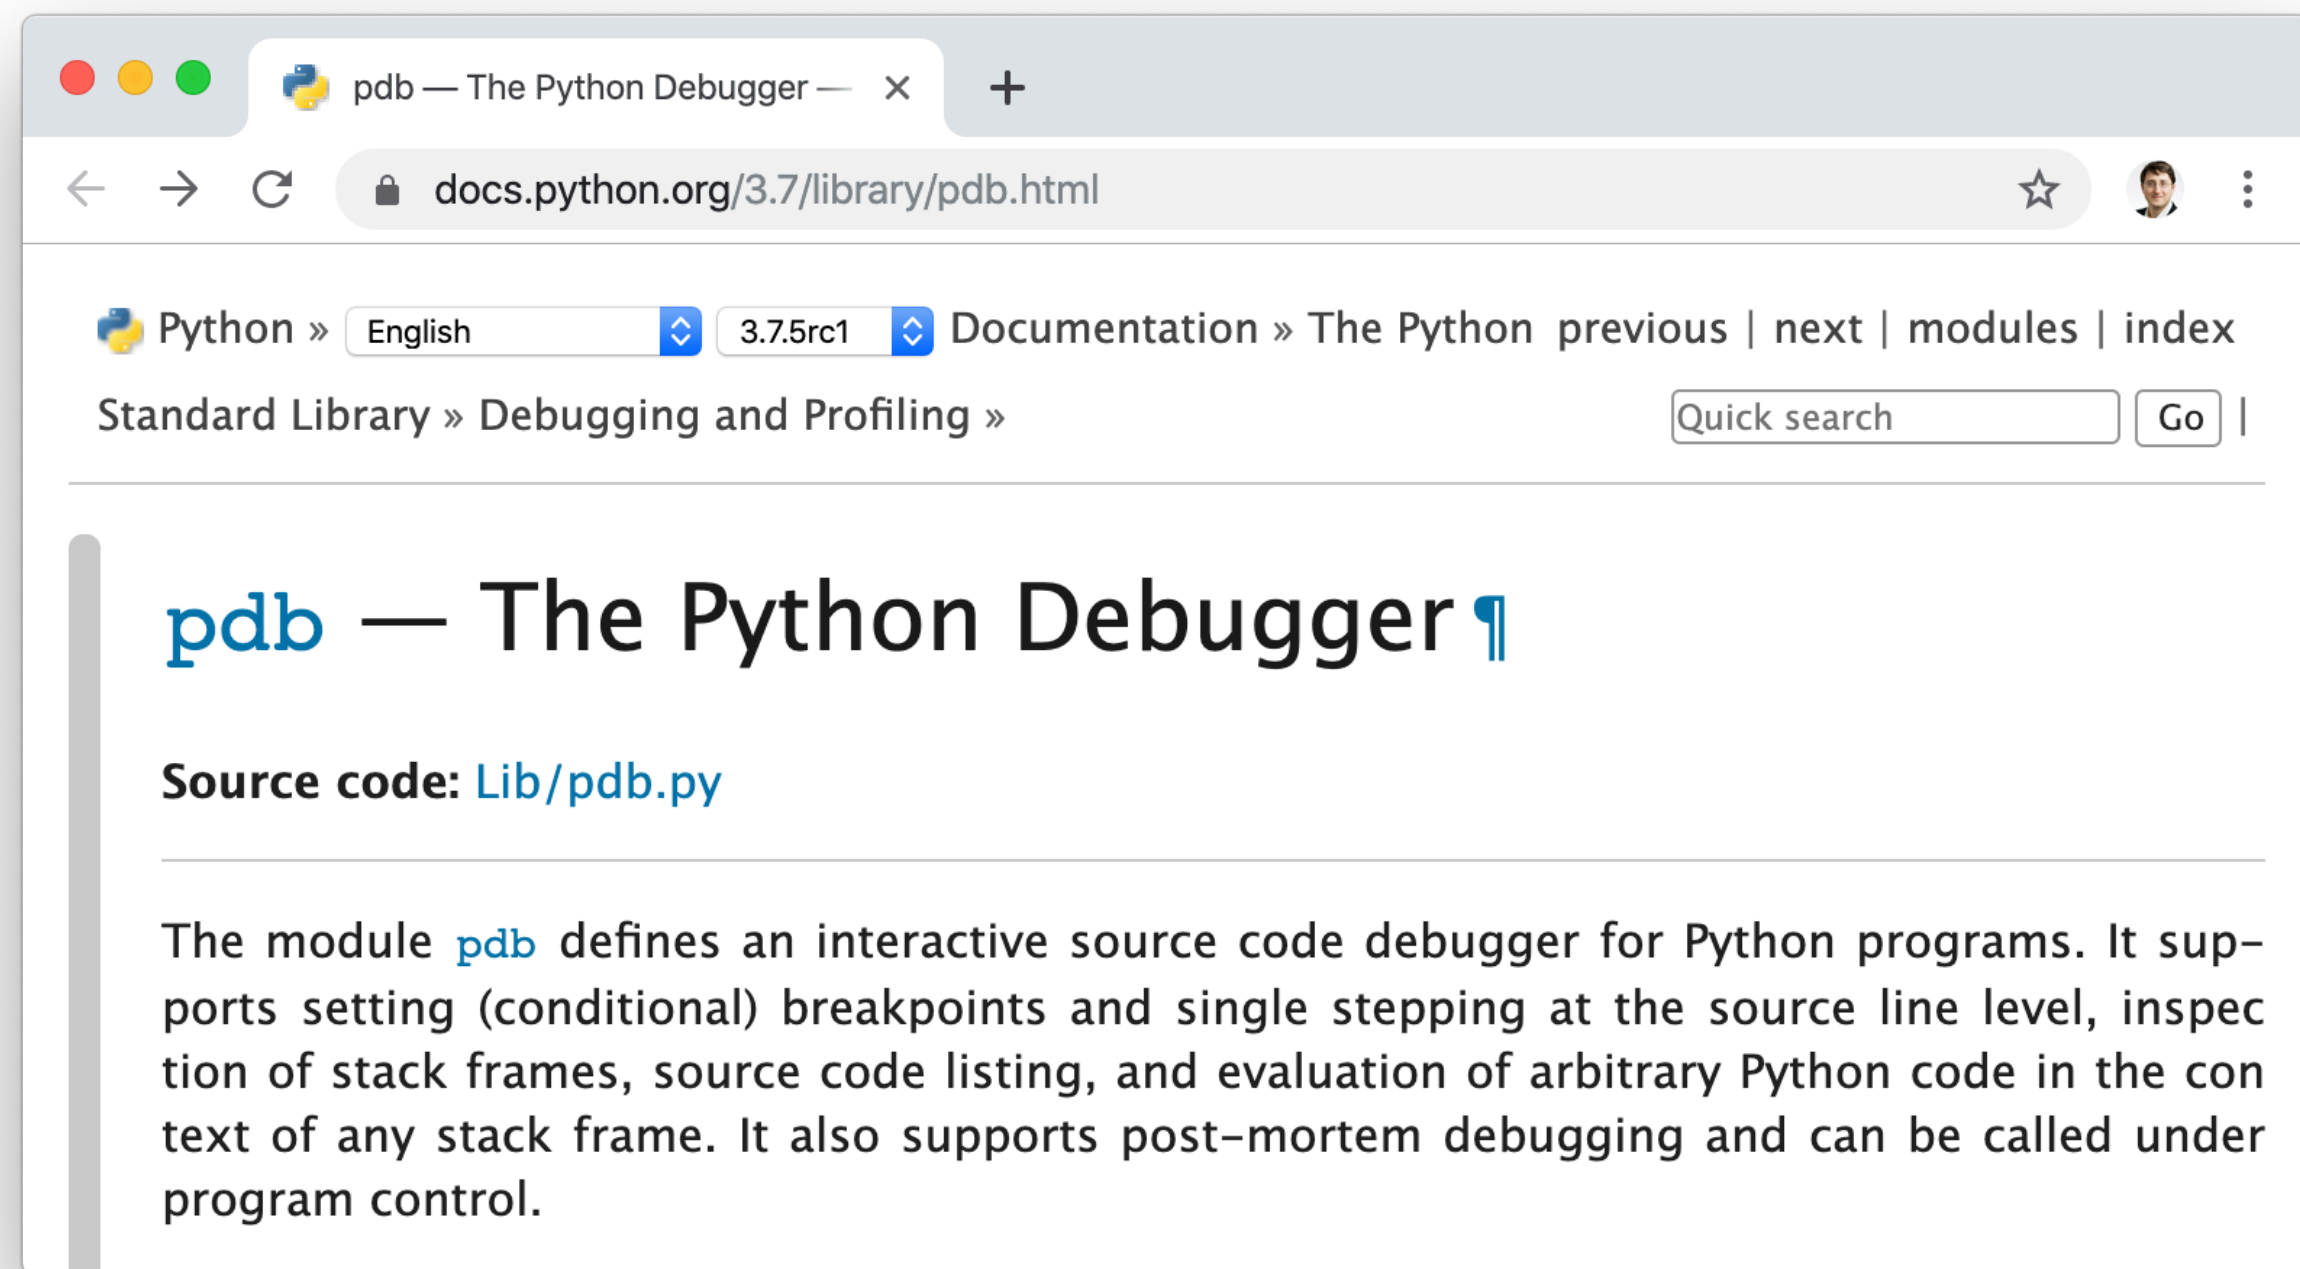 pdb — The Python Debugger —
docs.python.org/3.7/library/pdb.html
Python » English 3.7.5rc1 Documentation » The Python previous | next | modules | index
Standard Library » Debugging and Profiling » Quick search Go |
pdb — The Python Debugger¶
Source code: Lib/pdb.py
The module pdb defines an interactive source code debugger for Python programs. It sup-
ports setting (conditional) breakpoints and single stepping at the source line level, inspec
tion of stack frames, source code listing, and evaluation of arbitrary Python code in the con
text of any stack frame. It also supports post-mortem debugging and can be called under
program control.